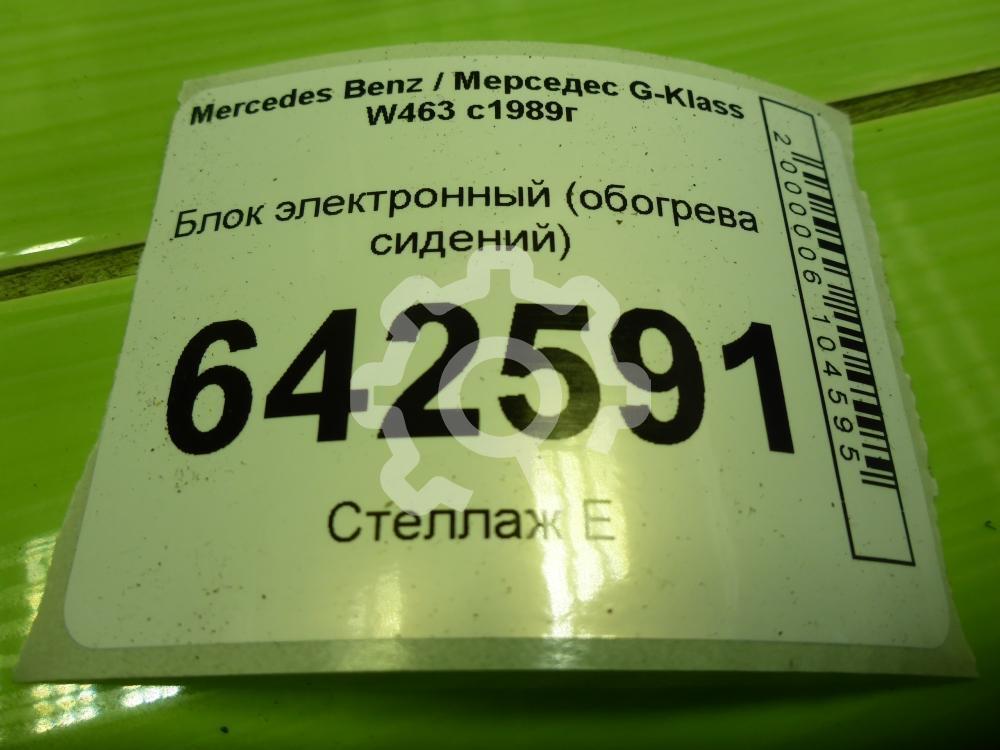 Mercedes Benz / Мерседес G-Klass
W463 с1989г
Блок электронный (обогрева
сидений)
642591
Стеллаж Е
2000006104595